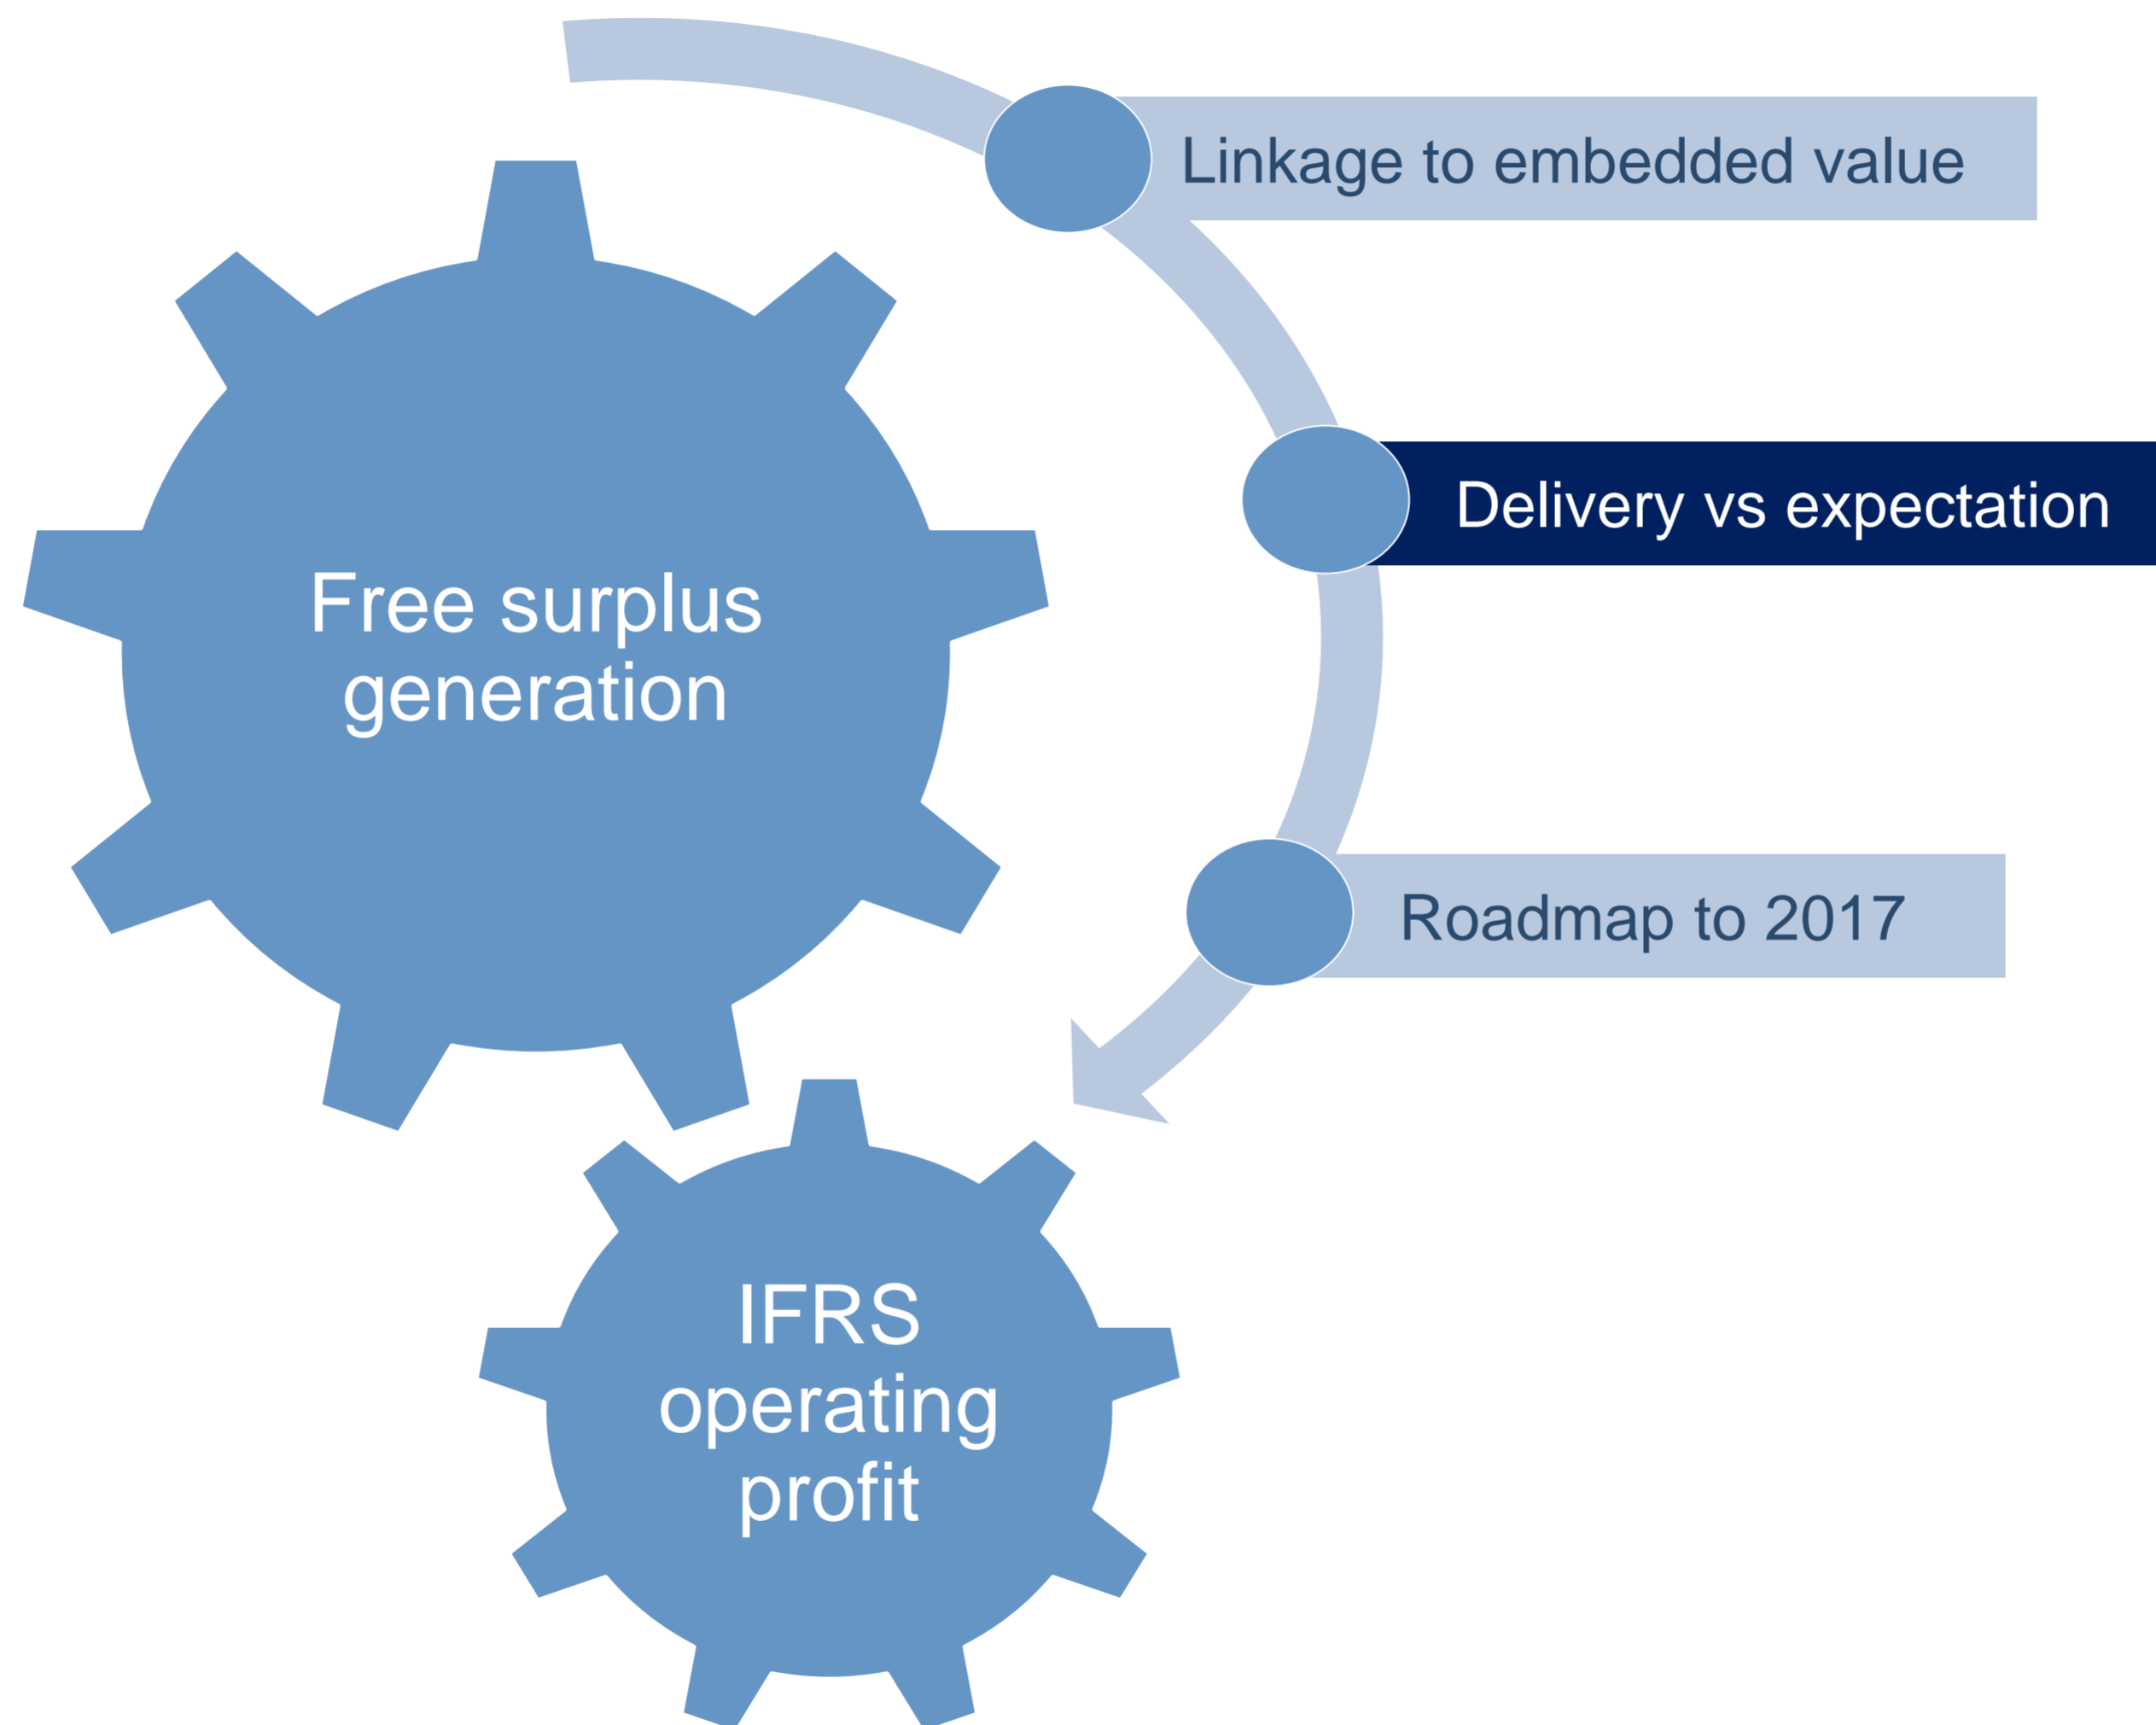 Linkage to embedded value
Delivery vs expectation
Free surplus
generation
Roadmap to 2017
IFRS
operating
profit